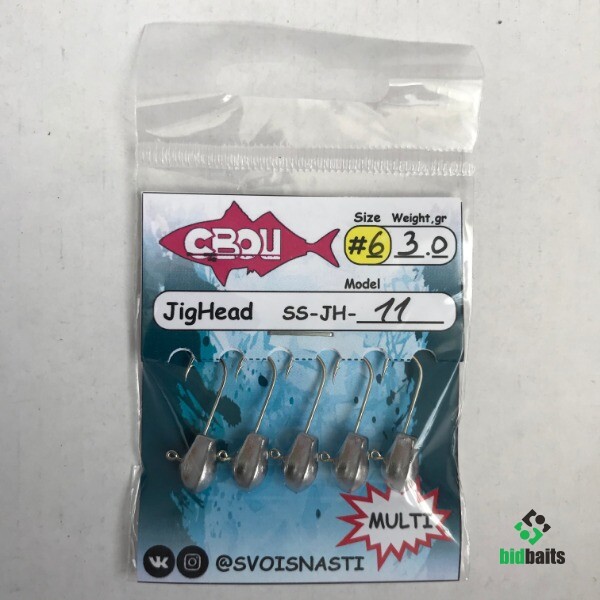 СВОИ
Size Weight,gr
#6 3.0
Model
JigHead SS-JH- 11
MULTI
@SVOISNASTI
bidbaits